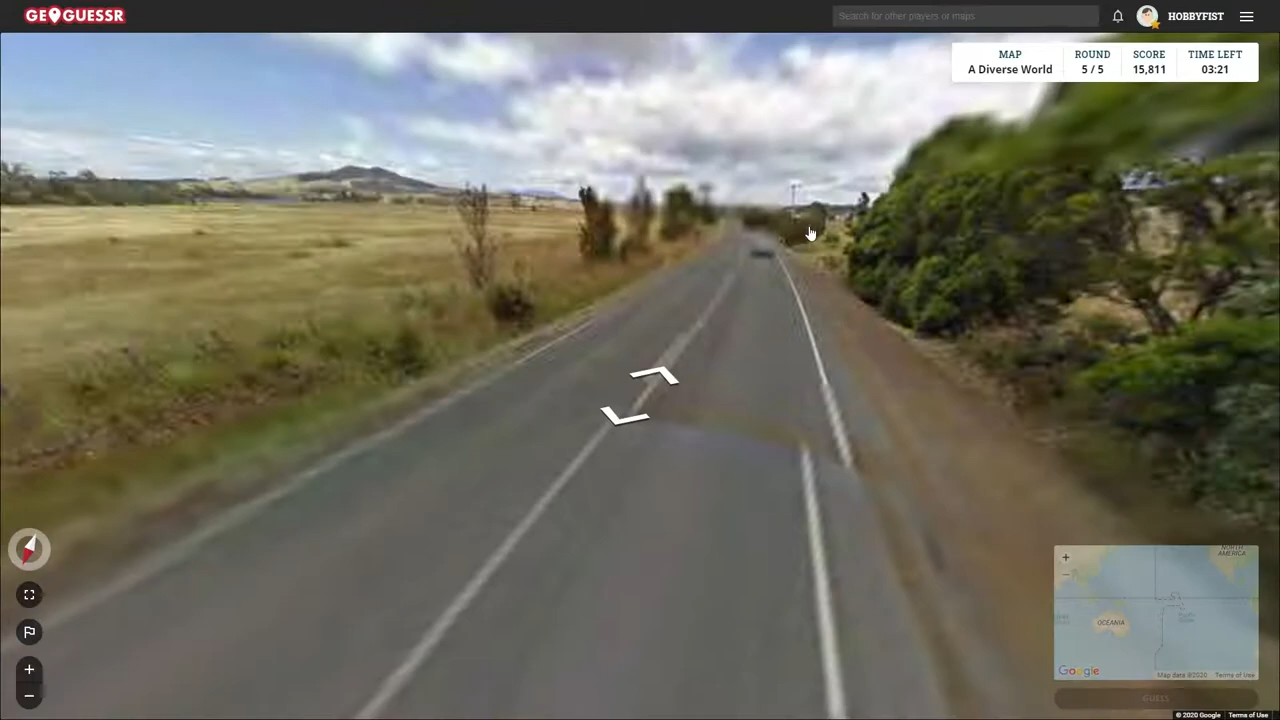 GEOGUESSR
Search for other players or maps
HOBBYFIST
MAP
ROUND
SCORE
TIME LEFT
A Diverse World
5 / 5
15,811
03:21
NORTH
AMERICA
OCEANIA
Google
Map data ©2020
Terms of Use
GUESS
© 2020 Google
Terms of Use